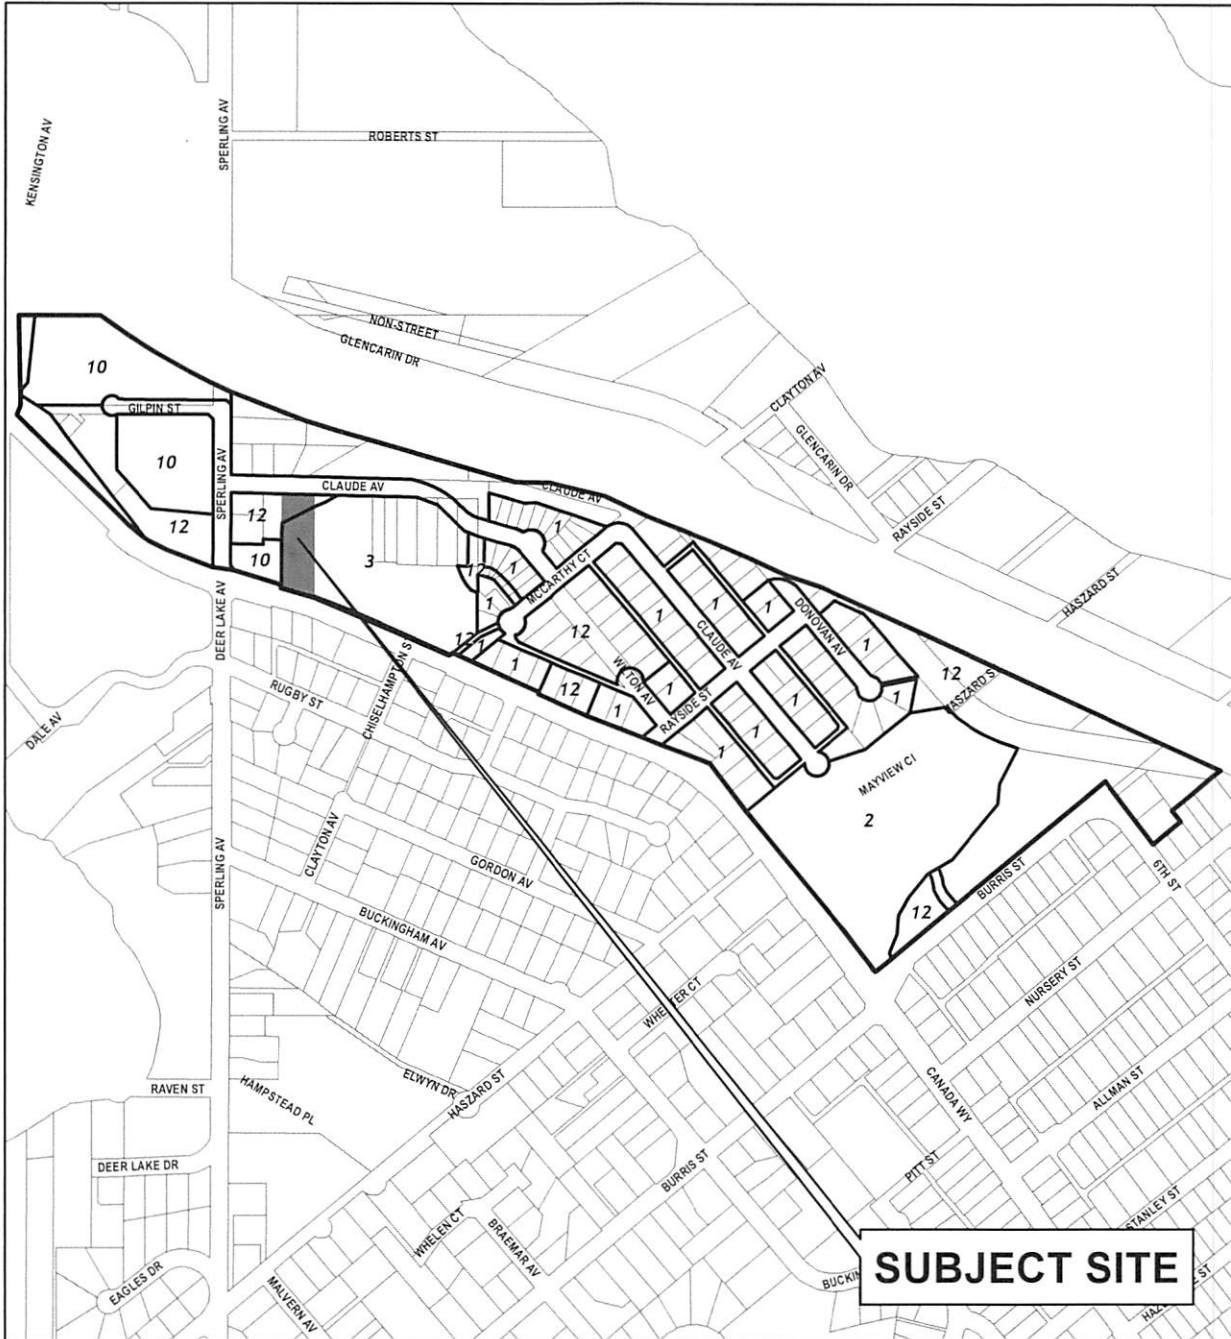 KENSINGTON AV
SPERLING AV
ROBERTS ST
NON-STREET
GLENCARIN DR
CLAYTON AV
GLENCARIN DR
RAYSIDE ST
HASZARD ST
10
GILPIN ST
10
SPERLING AV
12
12
10
CLAUDE AV
CLAUDE AV
3
12
1
1
1
MCCARTHY CT
12
1
1
12
1
12
1
WILTON AV
1
RAYSIDE ST
1
CLAUDE AV
1
1
DONOVAN AV
1
1
1
1
1
12
HASZARD S
MAYVIEW CI
2
12
DEER LAKE AV
RUGBY ST
CHISELHAMPTON S
DALE AV
CLAYTON AV
GORDON AV
SPERLING AV
BUCKINGHAM AV
BURRIS ST
6TH ST
NURSERY ST
WHELTER CT
CANADA WY
ALLMAN ST
RAVEN ST
HAMPSTEAD PL
ELWYN DR
HASZARD ST
DEER LAKE DR
BURRIS ST
PITT ST
STANLEY ST
WHELEN CT
BRAEMAR AV
EAGLES DR
MALVERN AV
BUCKIN
SUBJECT SITE